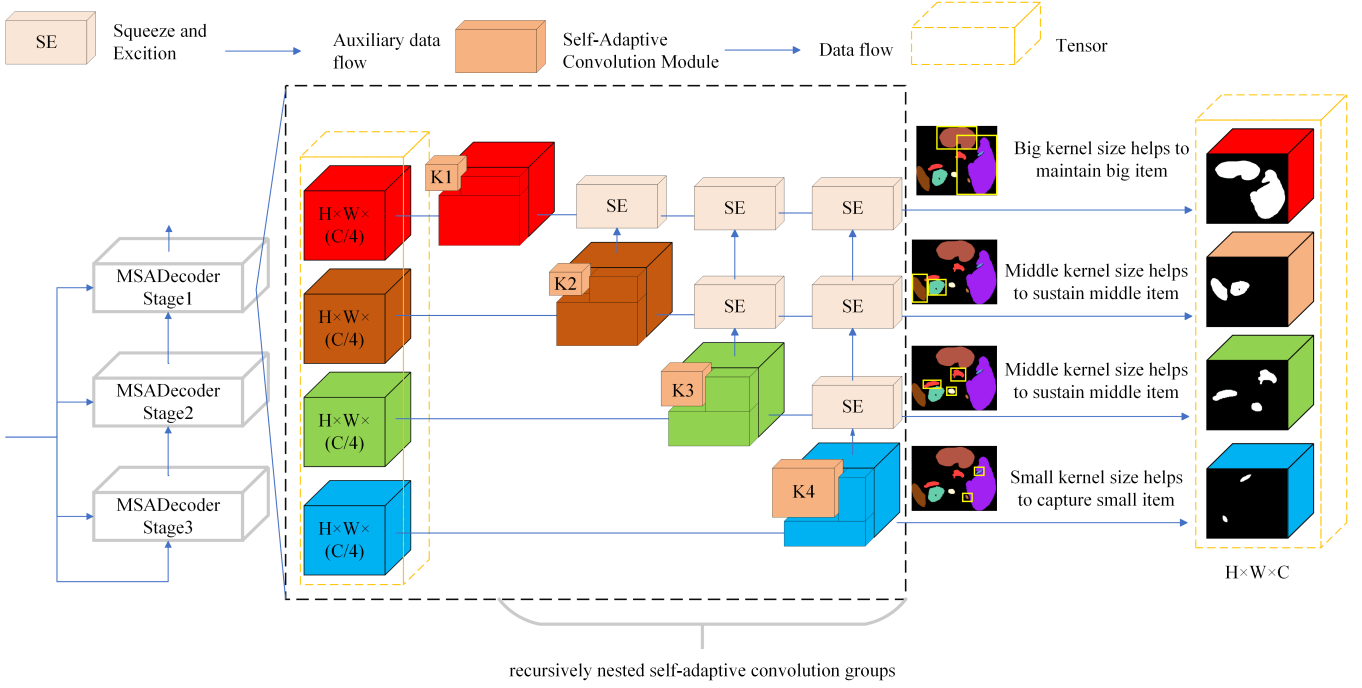 SE
Squeeze and
Excition
Auxiliary data
flow
Self-Adaptive
Convolution Module
Data flow
Tensor
MSADecoder
Stage1
MSADecoder
Stage2
MSADecoder
Stage3
H×W×
(C/4)
H×W×
(C/4)
H×W×
(C/4)
H×W×
(C/4)
K1
SE
SE
SE
K2
SE
SE
K3
SE
K4
Big kernel size helps to
maintain big item
Middle kernel size helps
to sustain middle item
Middle kernel size helps
to sustain middle item
Small kernel size helps
to capture small item
H×W×C
recursively nested self-adaptive convolution groups